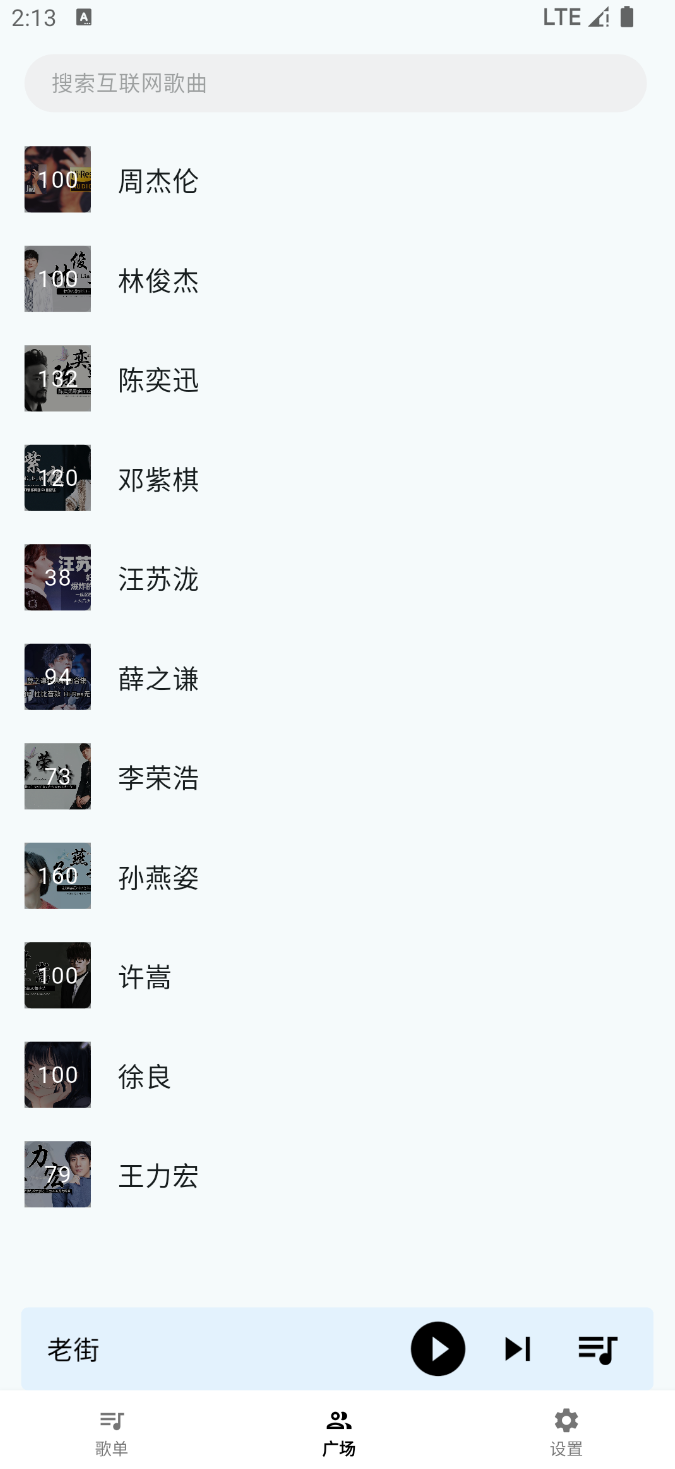 2:13
LTE
搜索互联网歌曲
100
周杰伦
100
林俊杰
132
陈奕迅
120
邓紫棋
38
汪苏泷
94
薛之谦
73
李荣浩
160
孙燕姿
100
许嵩
100
徐良
79
王力宏
老街
歌单
广场
设置